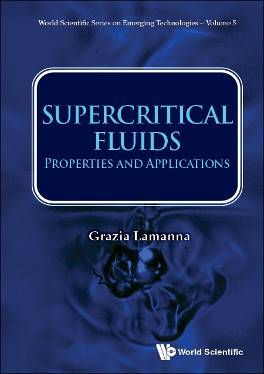 World Scientific Series on Emerging Technologies – Volume 5
SUPERCRITICAL
FLUIDS
PROPERTIES AND APPLICATIONS
Grazia Lamanna
World Scientific